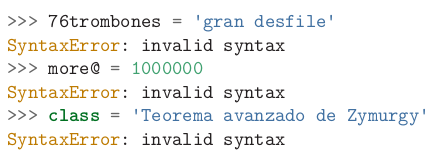 >>> 76trombones = 'gran desfile'
SyntaxError: invalid syntax
>>> more@ = 1000000
SyntaxError: invalid syntax
>>> class = 'Teorema avanzado de Zymurgy'
SyntaxError: invalid syntax